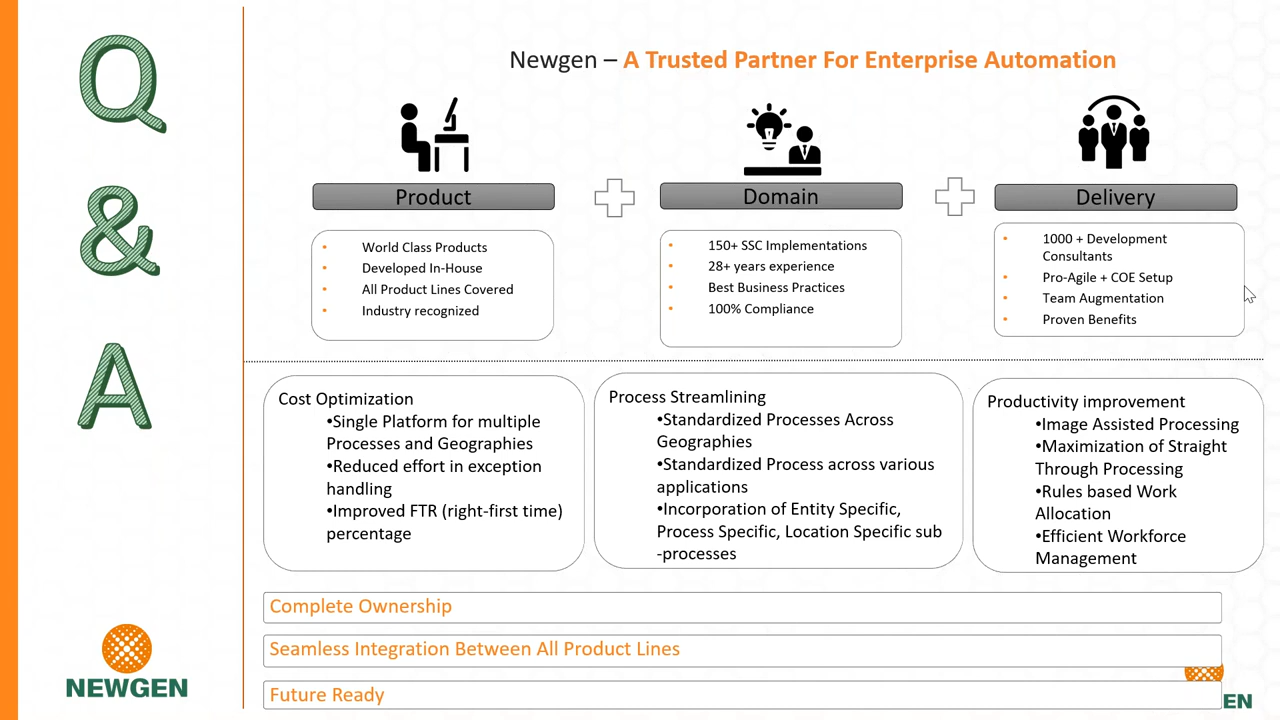 Q
&
A
NEWGEN
Newgen – A Trusted Partner For Enterprise Automation
Product
• World Class Products
• Developed In-House
• All Product Lines Covered
• Industry recognized
Domain
• 150+ SSC Implementations
• 28+ years experience
• Best Business Practices
• 100% Compliance
Delivery
• 1000 + Development
Consultants
• Pro-Agile + COE Setup
• Team Augmentation
• Proven Benefits
Cost Optimization
•Single Platform for multiple
Processes and Geographies
•Reduced effort in exception
handling
•Improved FTR (right-first time)
percentage
Process Streamlining
•Standardized Processes Across
Geographies
•Standardized Process across various
applications
•Incorporation of Entity Specific,
Process Specific, Location Specific sub
-processes
Productivity improvement
•Image Assisted Processing
•Maximization of Straight
Through Processing
•Rules based Work
Allocation
•Efficient Workforce
Management
Complete Ownership
Seamless Integration Between All Product Lines
Future Ready
EN